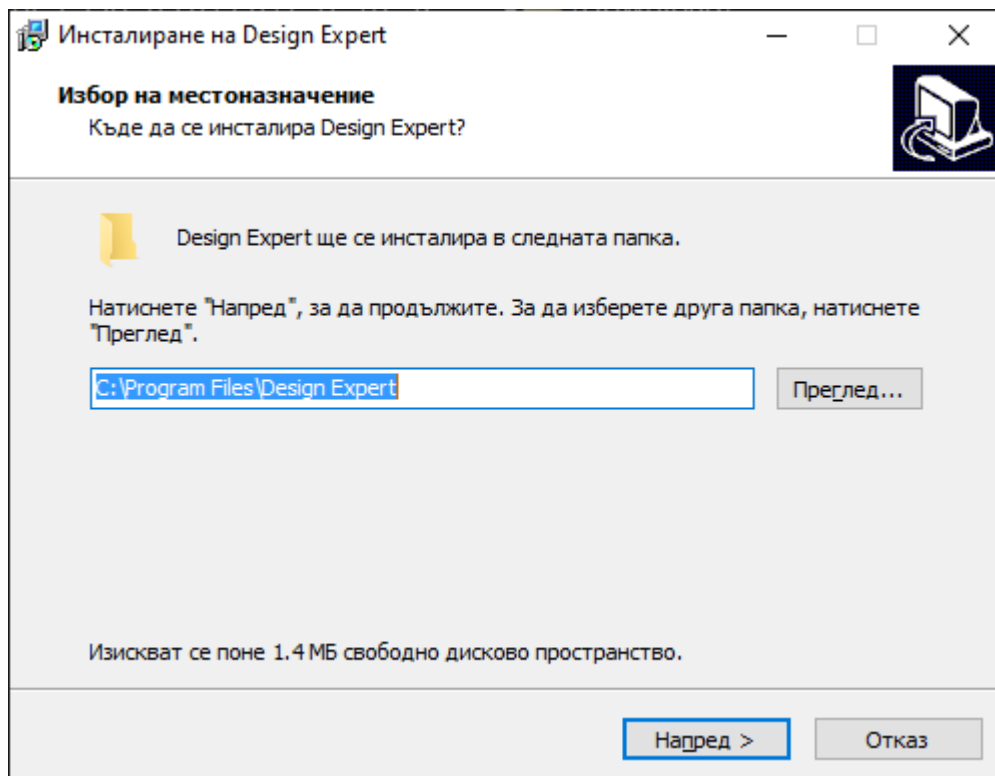 Инсталиране на Design Expert
Избор на местоназначение
Къде да се инсталира Design Expert?
Design Expert ще се инсталира в следната папка.
Натиснете "Напред", за да продължите. За да изберете друга папка, натиснете
"Преглед".
C:\Program Files\Design Expert
Преглед...
Изискват се поне 1.4 МБ свободно дисково пространство.
Напред >
Отказ